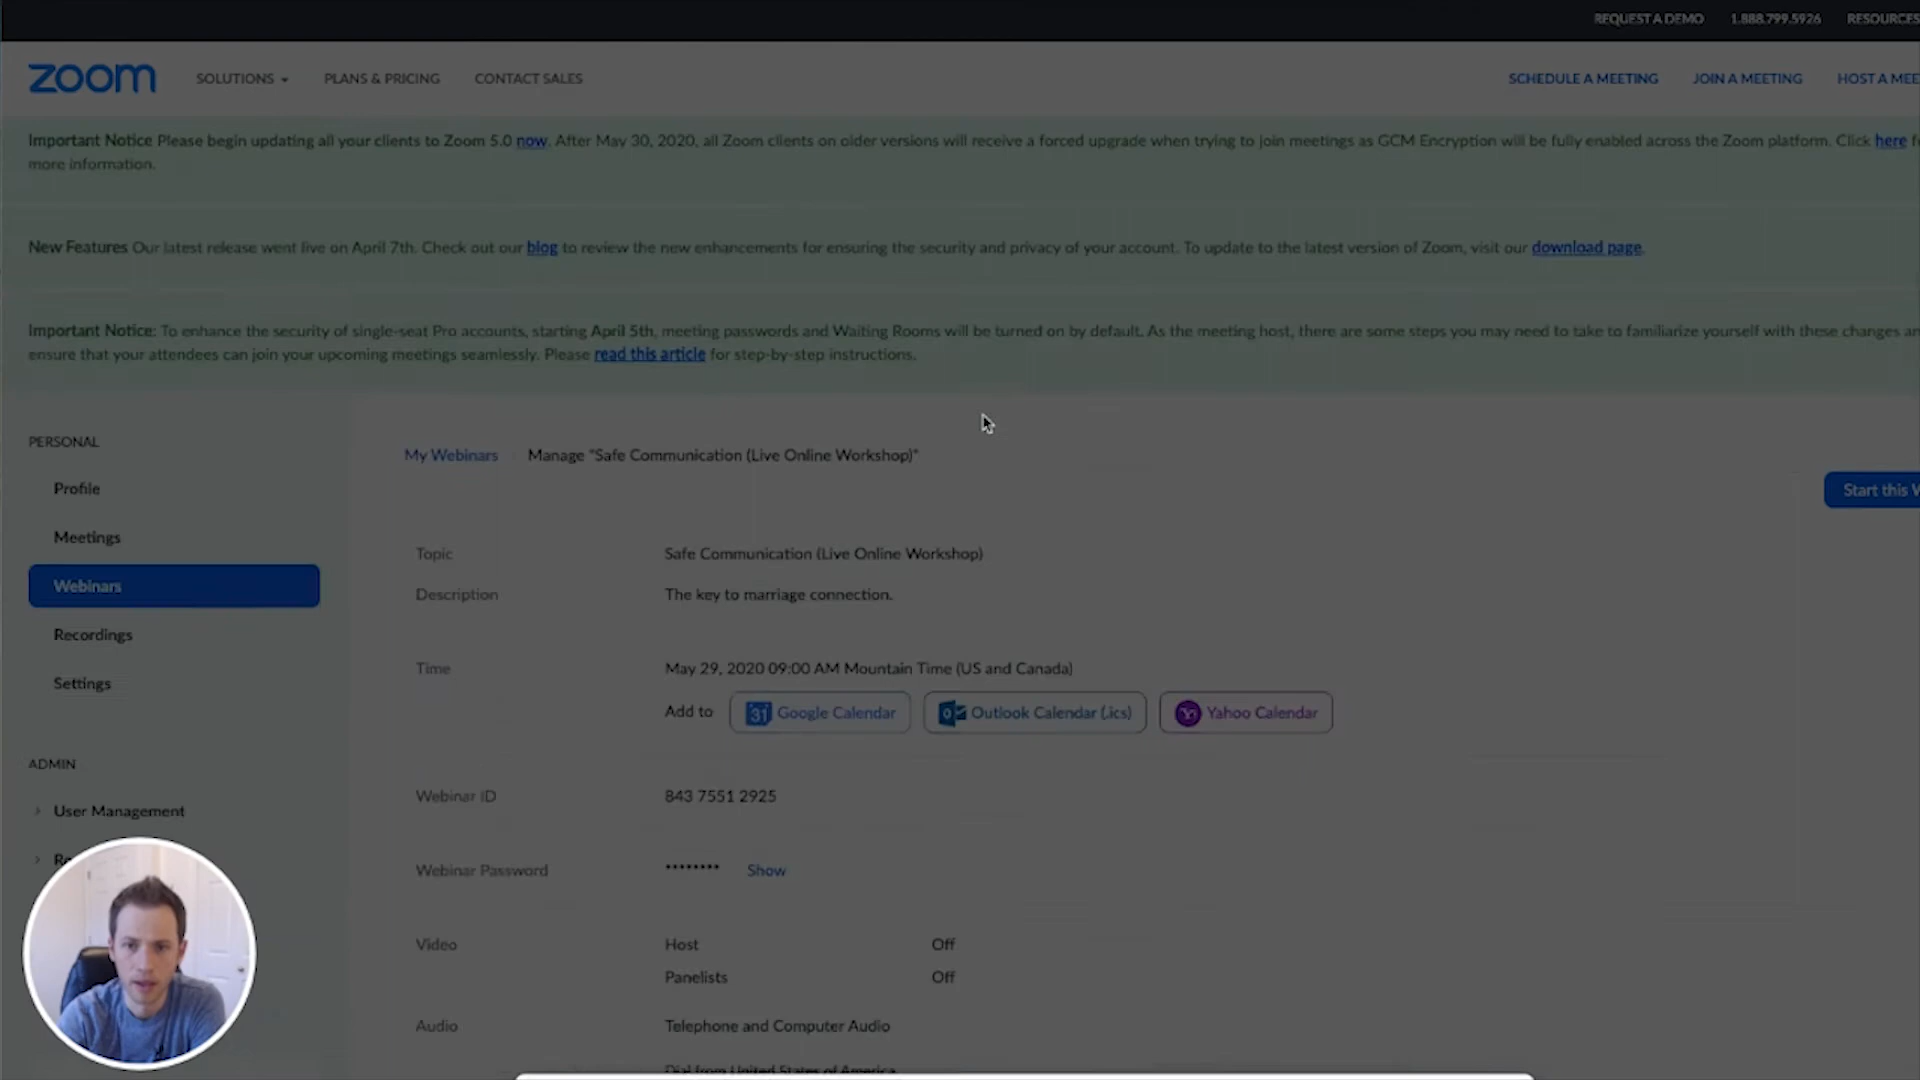 REQUEST A DEMO 1.888.799.5926 RESOURCES
zoom SOLUTIONS PLANS & PRICING CONTACT SALES SCHEDULE A MEETING JOIN A MEETING HOST A MEE
Important Notice Please begin updating all your clients to Zoom 5.0 now. After May 30, 2020, all Zoom clients on older versions will receive a forced upgrade when trying to join meetings as GCM Encryption will be fully enabled across the Zoom platform. Click here f
more information.
New Features Our latest release went live on April 7th. Check out our blog to review the new enhancements for ensuring the security and privacy of your account. To update to the latest version of Zoom, visit our download page.
Important Notice: To enhance the security of single-seat Pro accounts, starting April 5th, meeting passwords and Waiting Rooms will be turned on by default. As the meeting host, there are some steps you may need to take to familiarize yourself with these changes an
ensure that your attendees can join your upcoming meetings seamlessly. Please read this article for step-by-step instructions.
PERSONAL
Profile
Meetings
Webinars
Recordings
Settings
ADMIN
User Management
Ro
My Webinars Manage "Safe Communication (Live Online Workshop)"
Start this W
Topic Safe Communication (Live Online Workshop)
Description The key to marriage connection.
Time May 29, 2020 09:00 AM Mountain Time (US and Canada)
Add to 31 Google Calendar Outlook Calendar (.ics) Yahoo Calendar
Webinar ID 843 7551 2925
Webinar Password ******** Show
Video Host Off
Panelists Off
Audio Telephone and Computer Audio
Dial from United States of America